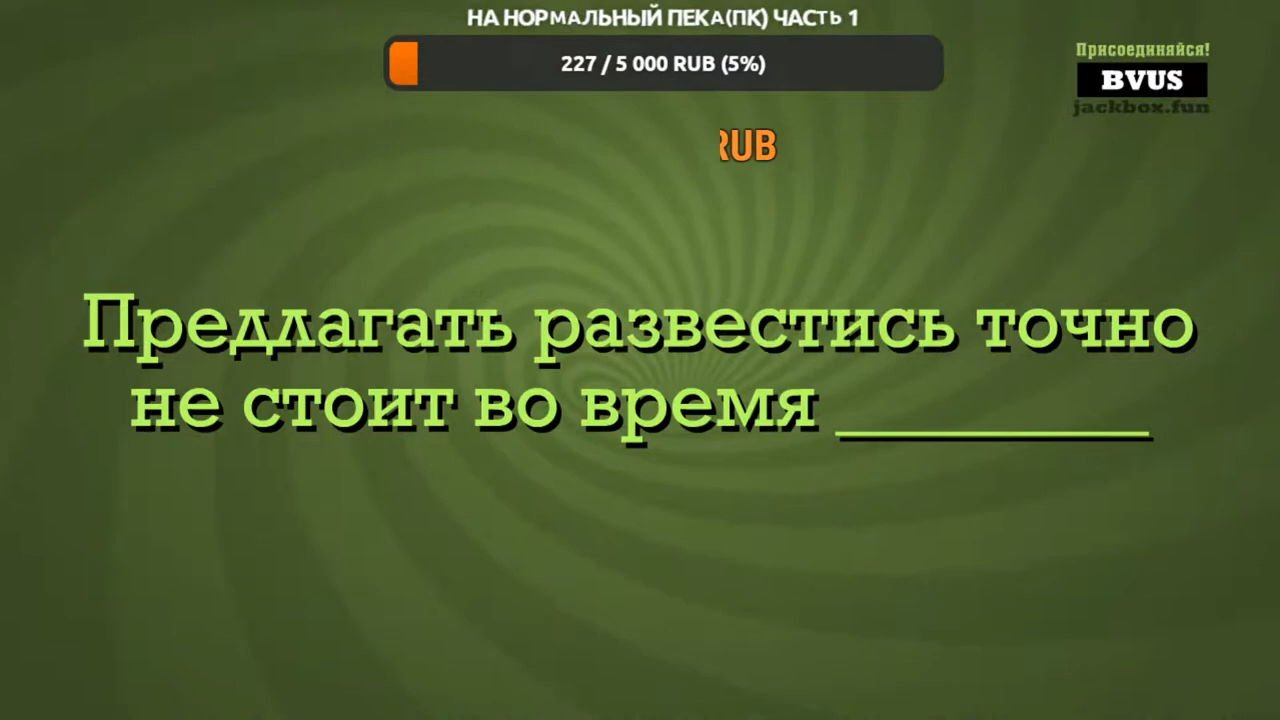 НА НОРМАЛЬНЫЙ ПЕКА(ПК) ЧАСТЬ 1
227 / 5 000 RUB (5%)
Присоединяйся!
BVUS
jackbox.fun
RUB
Предлагать развестись точно
не стоит во время _________